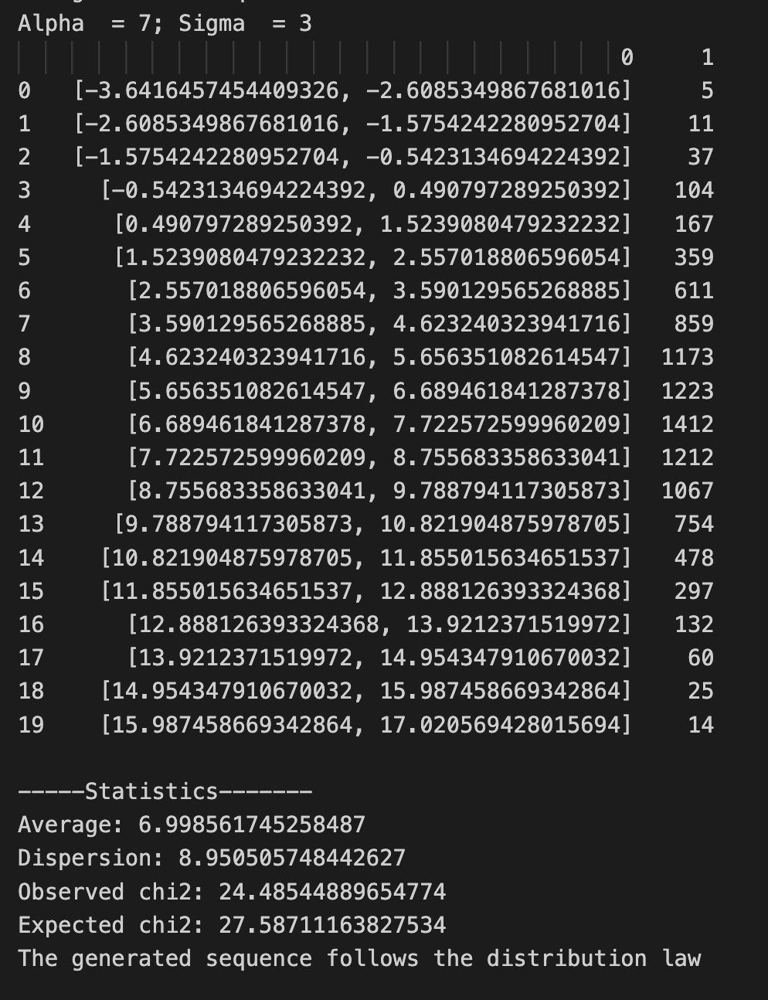 Alpha  = 7; Sigma  = 3
0 1
0 [-3.6416457454409326, -2.6085349867681016] 5
1 [-2.6085349867681016, -1.5754242280952704] 11
2 [-1.5754242280952704, -0.5423134694224392] 37
3 [-0.5423134694224392, 0.490797289250392] 104
4 [0.490797289250392, 1.5239080479232232] 167
5 [1.5239080479232232, 2.557018806596054] 359
6 [2.557018806596054, 3.590129565268885] 611
7 [3.590129565268885, 4.623240323941716] 859
8 [4.623240323941716, 5.656351082614547] 1173
9 [5.656351082614547, 6.689461841287378] 1223
10 [6.689461841287378, 7.722572599960209] 1412
11 [7.722572599960209, 8.755683358633041] 1212
12 [8.755683358633041, 9.788794117305873] 1067
13 [9.788794117305873, 10.821904875978705] 754
14 [10.821904875978705, 11.855015634651537] 478
15 [11.855015634651537, 12.888126393324368] 297
16 [12.888126393324368, 13.9212371519972] 132
17 [13.9212371519972, 14.954347910670032] 60
18 [14.954347910670032, 15.987458669342864] 25
19 [15.987458669342864, 17.020569428015694] 14
-----Statistics-------
Average: 6.998561745258487
Dispersion: 8.950505748442627
Observed chi2: 24.48544889654774
Expected chi2: 27.58711163827534
The generated sequence follows the distribution law